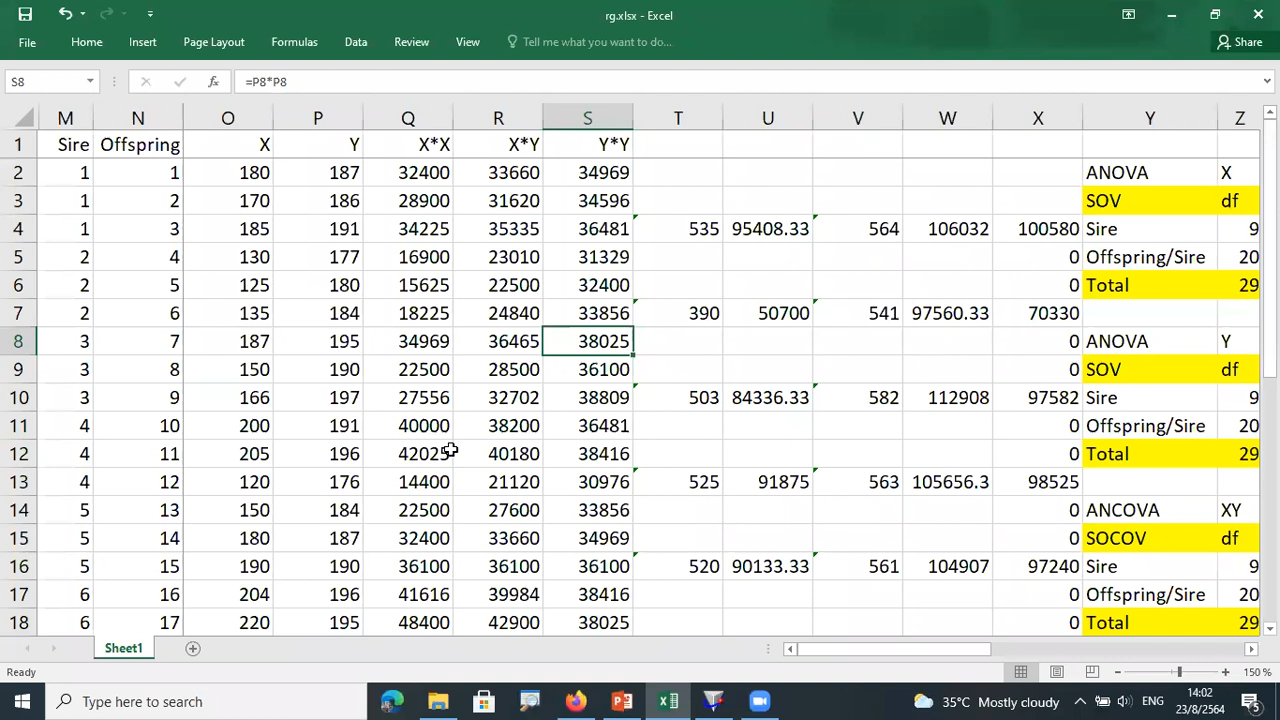 rg.xlsx - Excel
File Home Insert Page Layout Formulas Data Review View Tell me what you want to do... Share
S8 fx =P8*P8
M N O P Q R S T U V W X Y Z
1 Sire Offspring X Y X*X X*Y Y*Y
2 1 1 180 187 32400 33660 34969 ANOVA X
3 1 2 170 186 28900 31620 34596 SOV df
4 1 3 185 191 34225 35335 36481 535 95408.33 564 106032 100580 Sire 9
5 2 4 130 177 16900 23010 31329 0 Offspring/Sire 20
6 2 5 125 180 15625 22500 32400 0 Total 29
7 2 6 135 184 18225 24840 33856 390 50700 541 97560.33 70330
8 3 7 187 195 34969 36465 38025 0 ANOVA Y
9 3 8 150 190 22500 28500 36100 0 SOV df
10 3 9 166 197 27556 32702 38809 503 84336.33 582 112908 97582 Sire 9
11 4 10 200 191 40000 38200 36481 0 Offspring/Sire 20
12 4 11 205 196 42025 40180 38416 0 Total 29
13 4 12 120 176 14400 21120 30976 525 91875 563 105656.3 98525
14 5 13 150 184 22500 27600 33856 0 ANCOVA XY
15 5 14 180 187 32400 33660 34969 0 SOCOV df
16 5 15 190 190 36100 36100 36100 520 90133.33 561 104907 97240 Sire 9
17 6 16 204 196 41616 39984 38416 0 Offspring/Sire 20
18 6 17 220 195 48400 42900 38025 0 Total 29
Sheet1
Ready 150 %
Type here to search 35°C Mostly cloudy ENG 14:02
23/8/2564 5